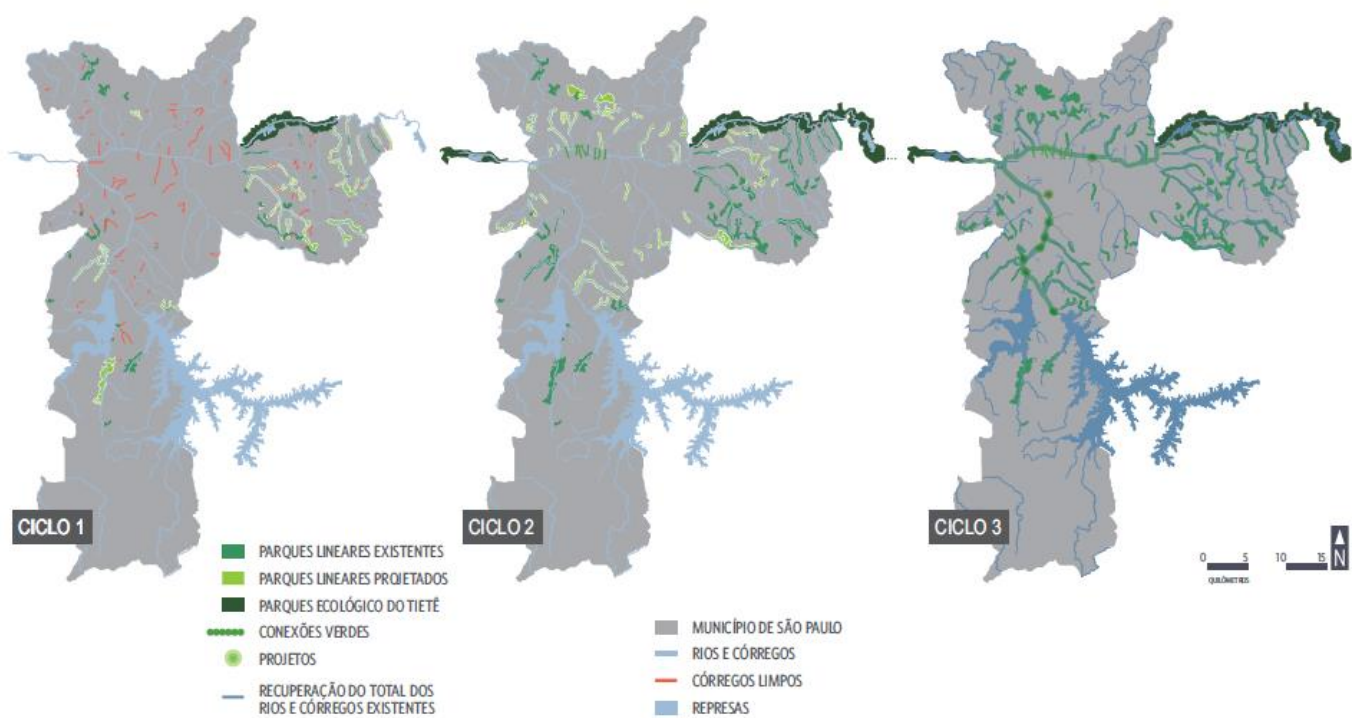 CICLO 1
CICLO 2
CICLO 3
PARQUES LINEARES EXISTENTES
PARQUES LINEARES PROJETADOS
PARQUES ECOLÓGICO DO TIETÊ
CONEXÕES VERDES
PROJETOS
RECUPERAÇÃO DO TOTAL DOS
RIOS E CÓRREGOS EXISTENTES
MUNICÍPIO DE SÃO PAULO
RIOS E CÓRREGOS
CÓRREGOS LIMPOS
REPRESAS
0 5 10 15
QUILÔMETROS
N